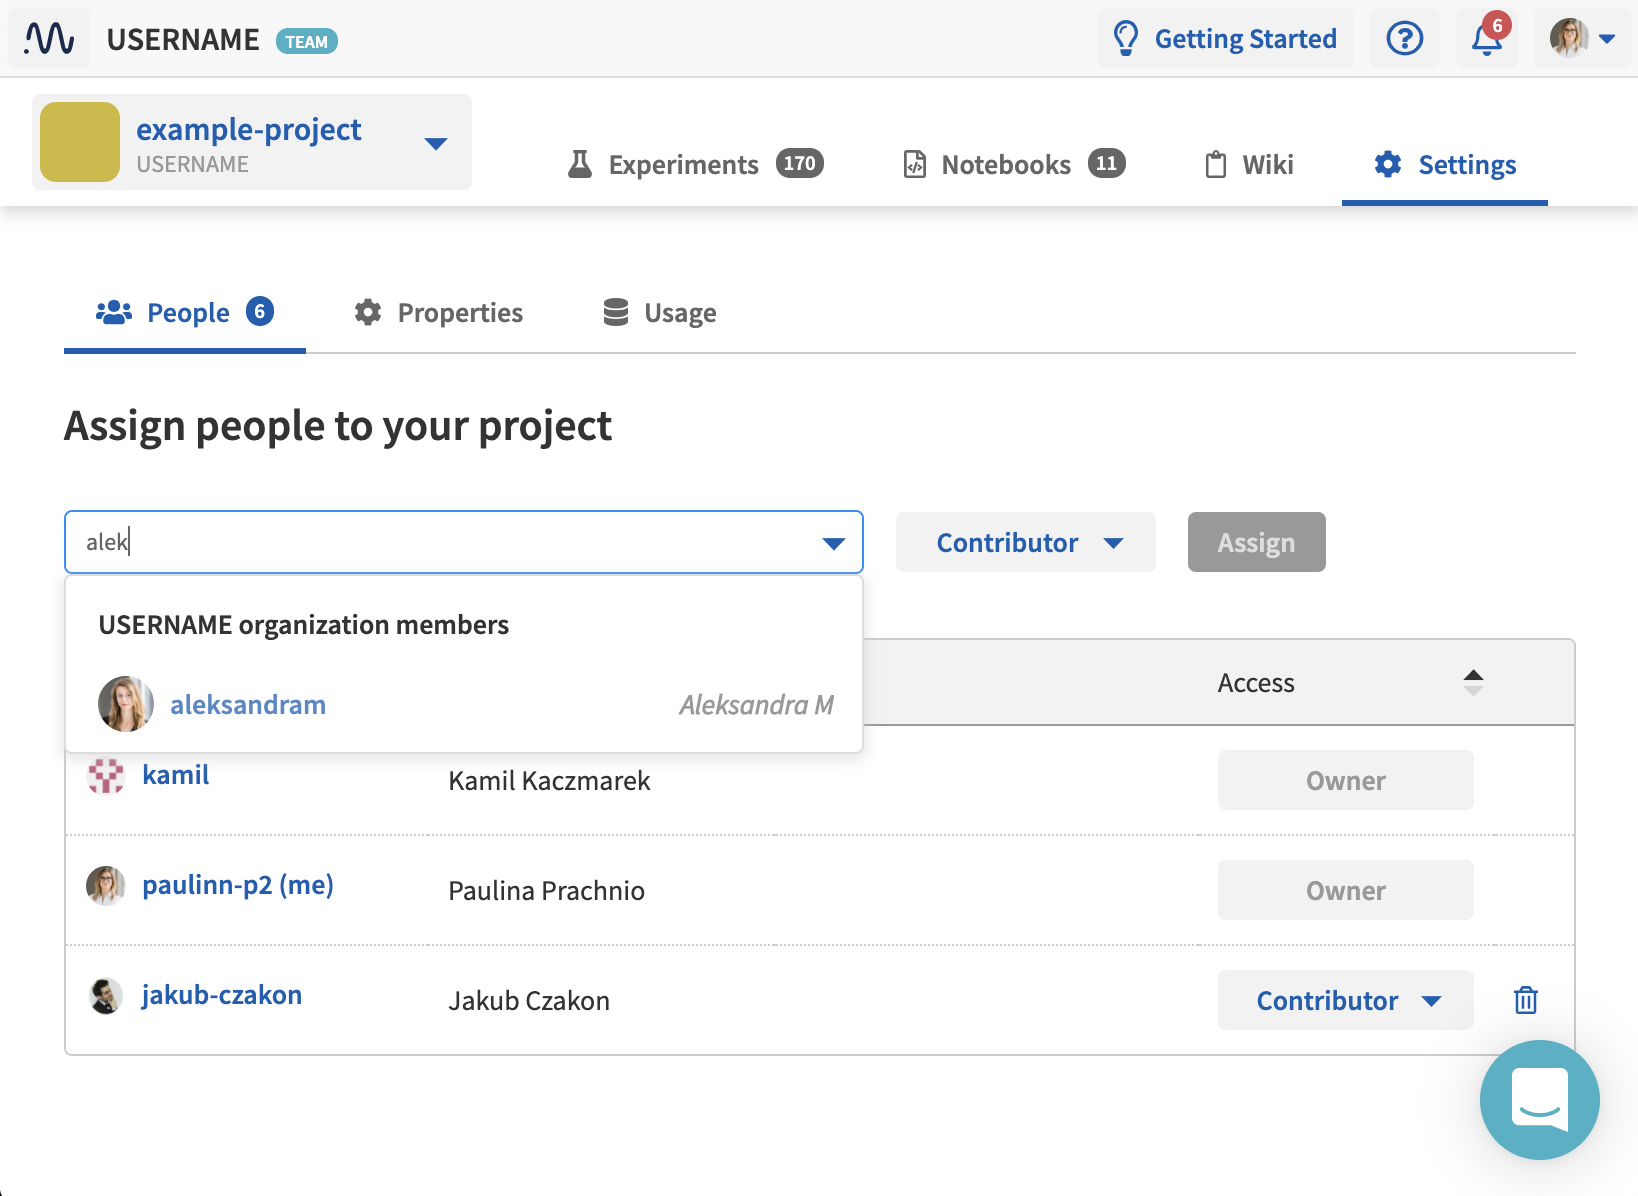 USERNAME TEAM Getting Started 6
example-project
USERNAME
Experiments 170 Notebooks 11 Wiki Settings
People 6 Properties Usage
Assign people to your project
alek Contributor Assign
USERNAME organization members
aleksandram Aleksandra M
Access
kamil Kamil Kaczmarek Owner
paulinn-p2 (me) Paulina Prachnio Owner
jakub-czakon Jakub Czakon Contributor